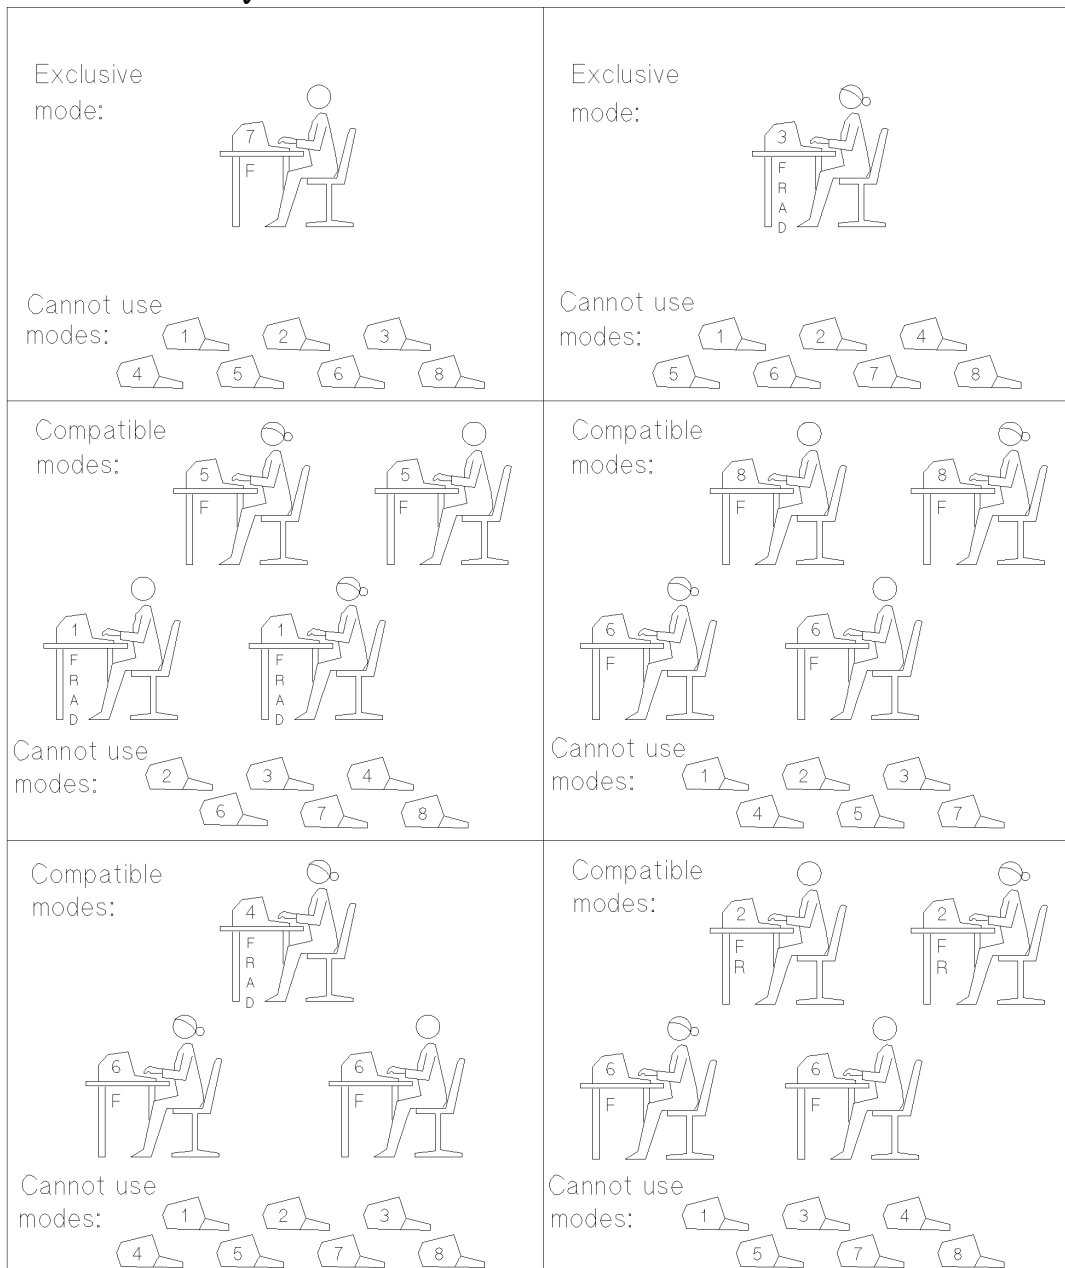 Exclusive
mode:
7
F
Cannot use
modes:
1 2 3
4 5 6 8
Exclusive
mode:
3
F
R
A
D
Cannot use
modes:
1 2 4
5 6 7 8
Compatible
modes:
5 5
F F
1 1
F F
R R
A A
D D
Cannot use
modes:
2 3 4
6 7 8
Compatible
modes:
8 8
F F
6 6
F F
Cannot use
modes:
1 2 3
4 5 7
Compatible
modes:
4
F
R
A
D
6 6
F F
Cannot use
modes:
1 2 3
4 5 7 8
Compatible
modes:
2 2
F F
R R
6 6
F F
Cannot use
modes:
1 3 4
5 7 8